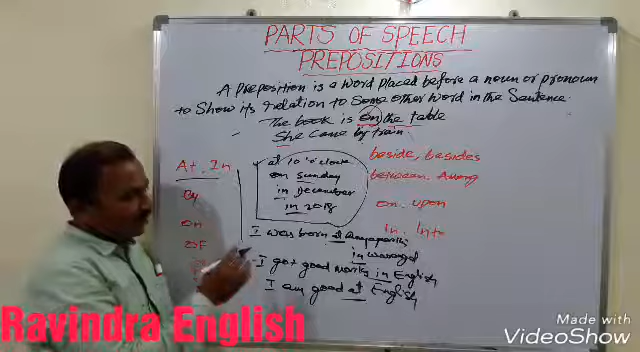 PARTS OF SPEECH
PREPOSITIONS
A Preposition is a word placed before a noun or pronoun
to show its relation to some other word in the sentence.
The book is on the table
She came by train.
At. In
By
on
OF
at 10 'o'clock
on Sunday
in December
in 2018
I was born at
in warangal
I got good marks in English
I am good at English
beside, besides
between. Among
on. upon
In. Into
Ravindra English
Made with
VideoShow